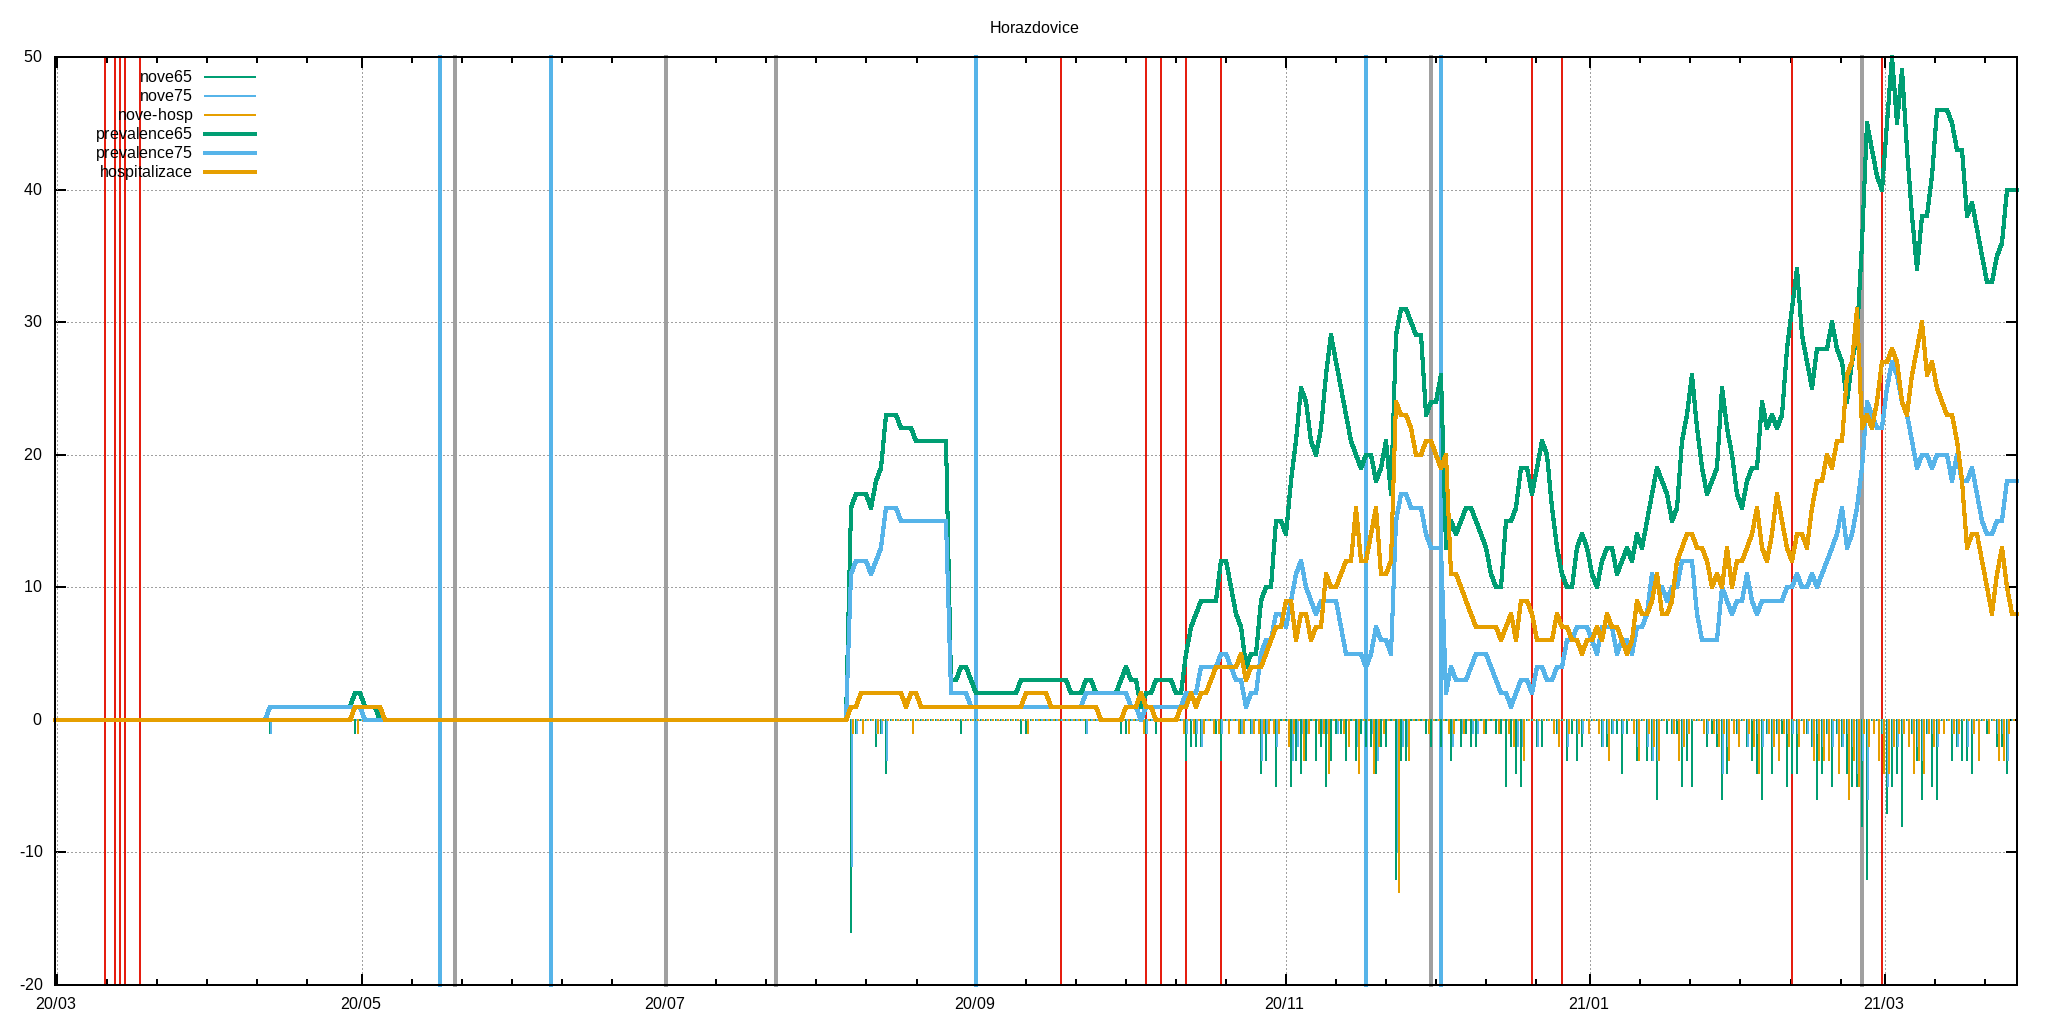 Horazdovice
50
40
30
20
10
0
-10
-20
nove65
nove75
nove-hosp
prevalence65
prevalence75
hospitalizace
20/03 20/05 20/07 20/09 20/11 21/01 21/03